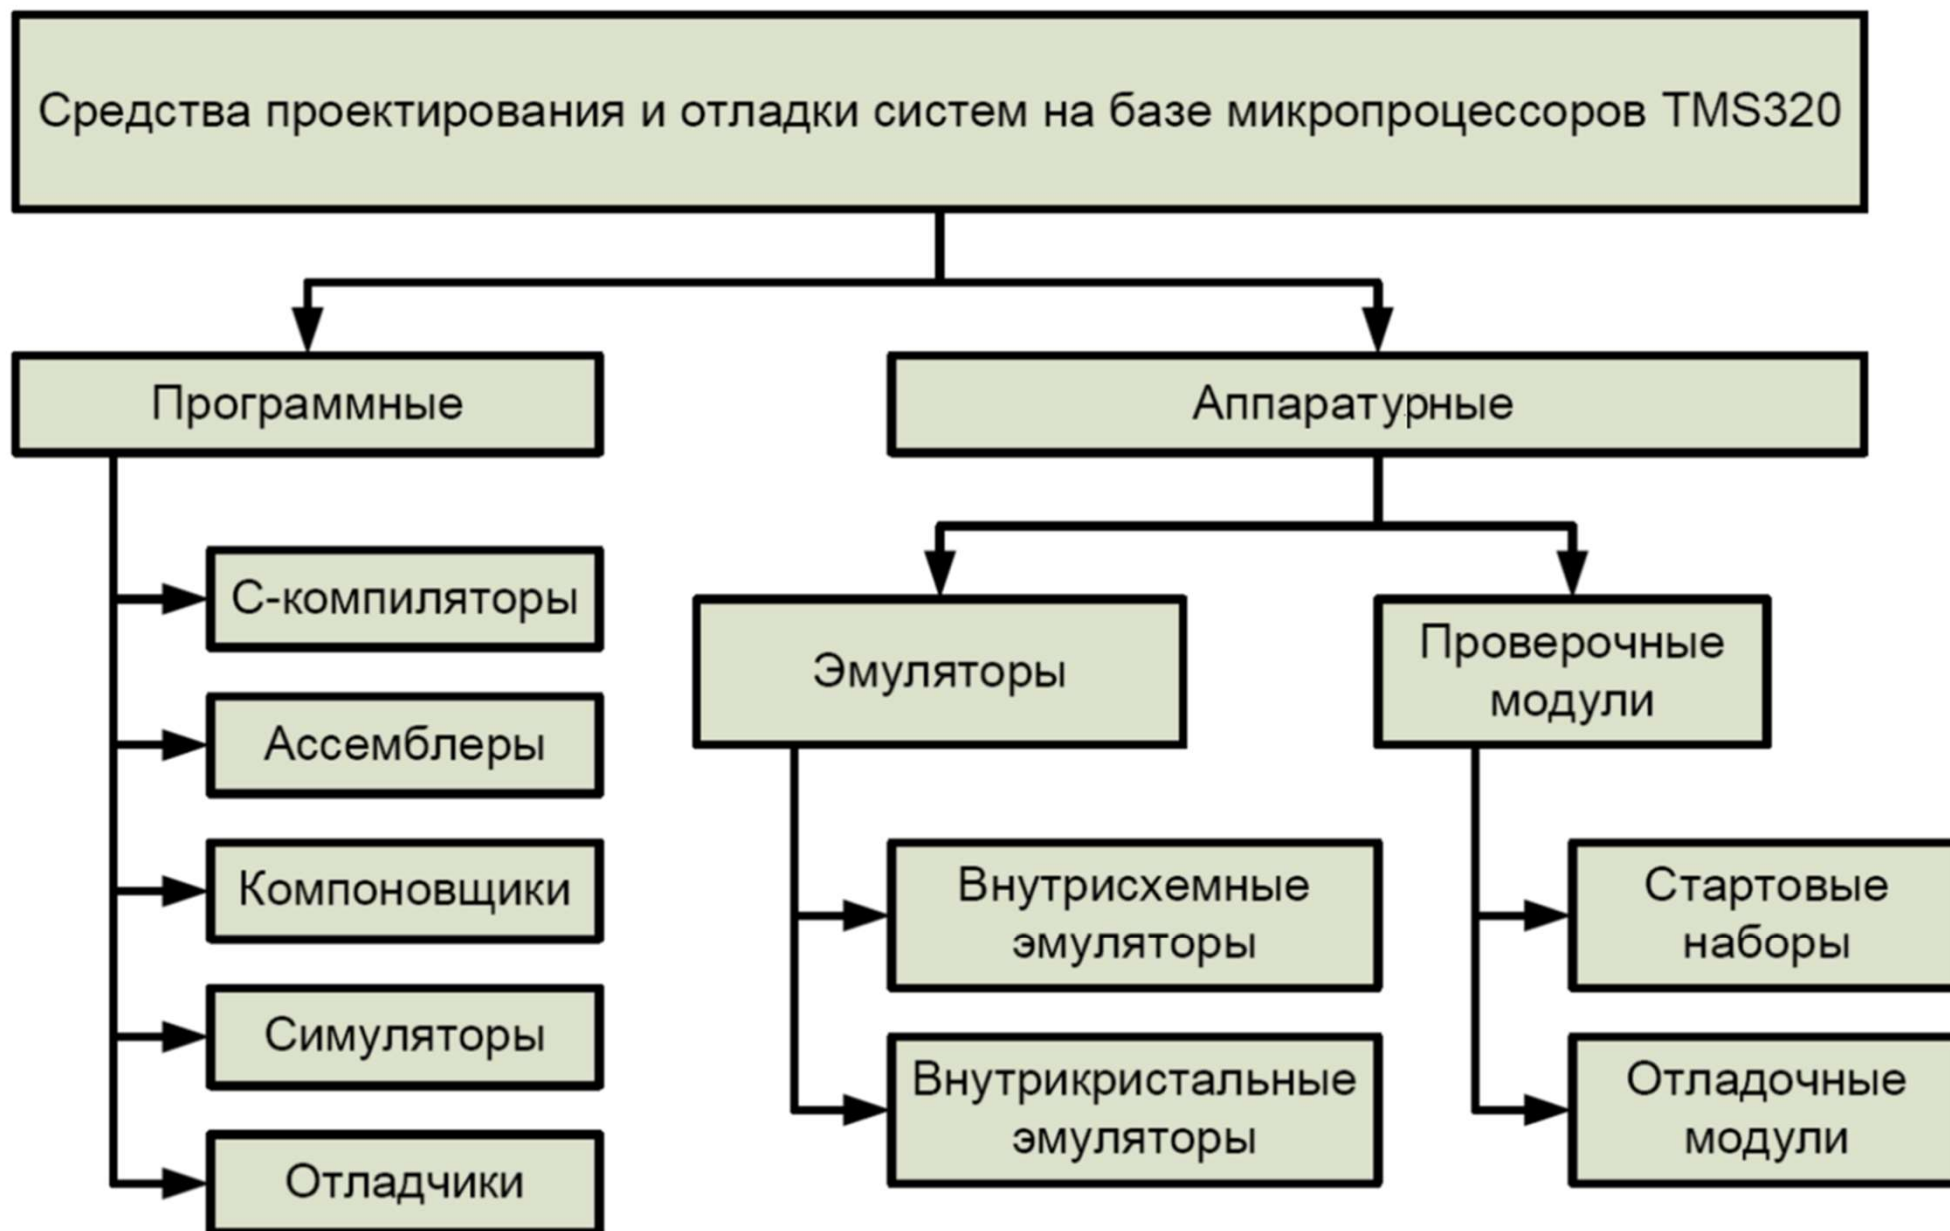 Средства проектирования и отладки систем на базе микропроцессоров TMS320
Программные
Аппаратурные
С-компиляторы
Ассемблеры
Компоновщики
Симуляторы
Отладчики
Эмуляторы
Внутрисхемные
эмуляторы
Внутрикристальные
эмуляторы
Проверочные
модули
Стартовые
наборы
Отладочные
модули